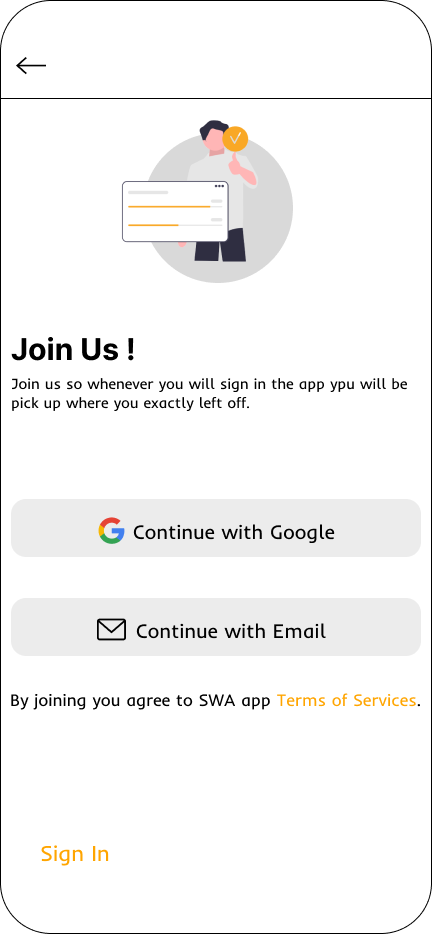 Join Us !
Join us so whenever you will sign in the app ypu will be
pick up where you exactly left off.
Continue with Google
Continue with Email
By joining you agree to SWA app Terms of Services.
Sign In